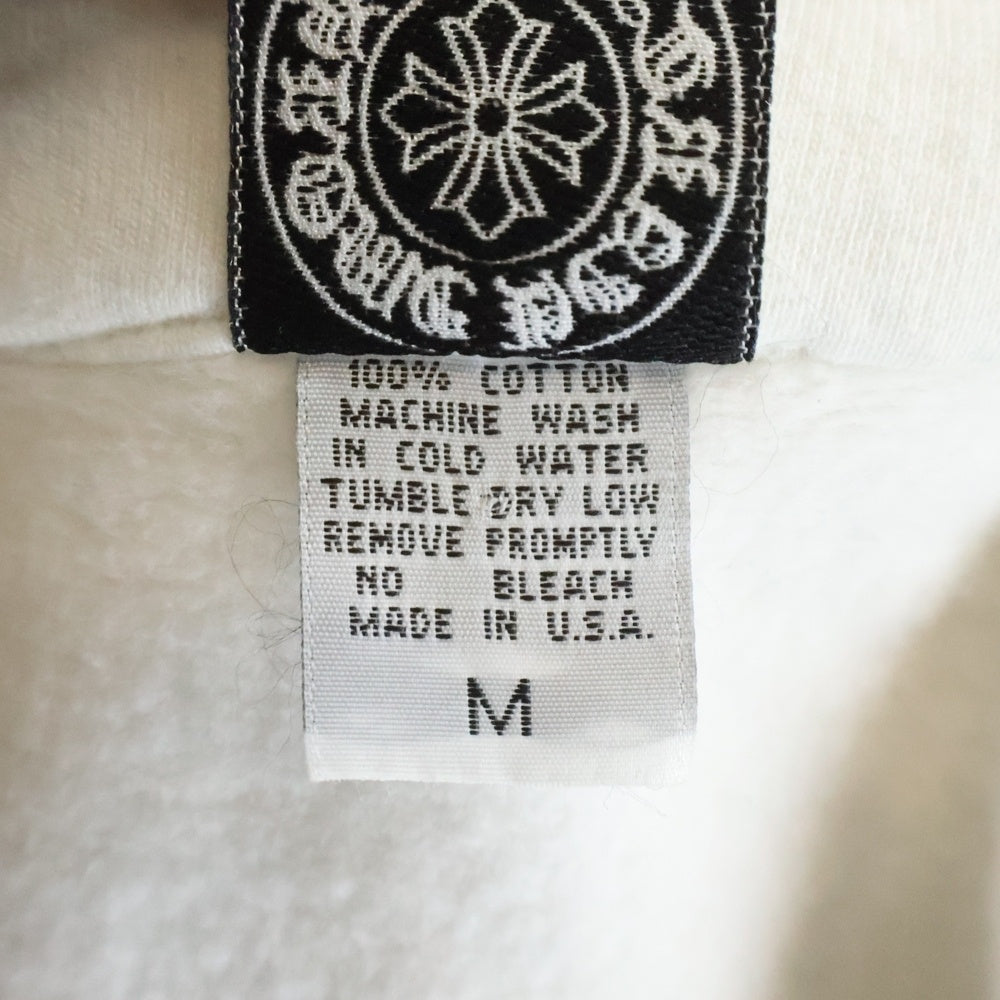 100% COTTON
MACHINE WASH
IN COLD WATER
TUMBLE DRY LOW
REMOVE PROMPTLY
NO BLEACH
MADE IN U.S.A.
M